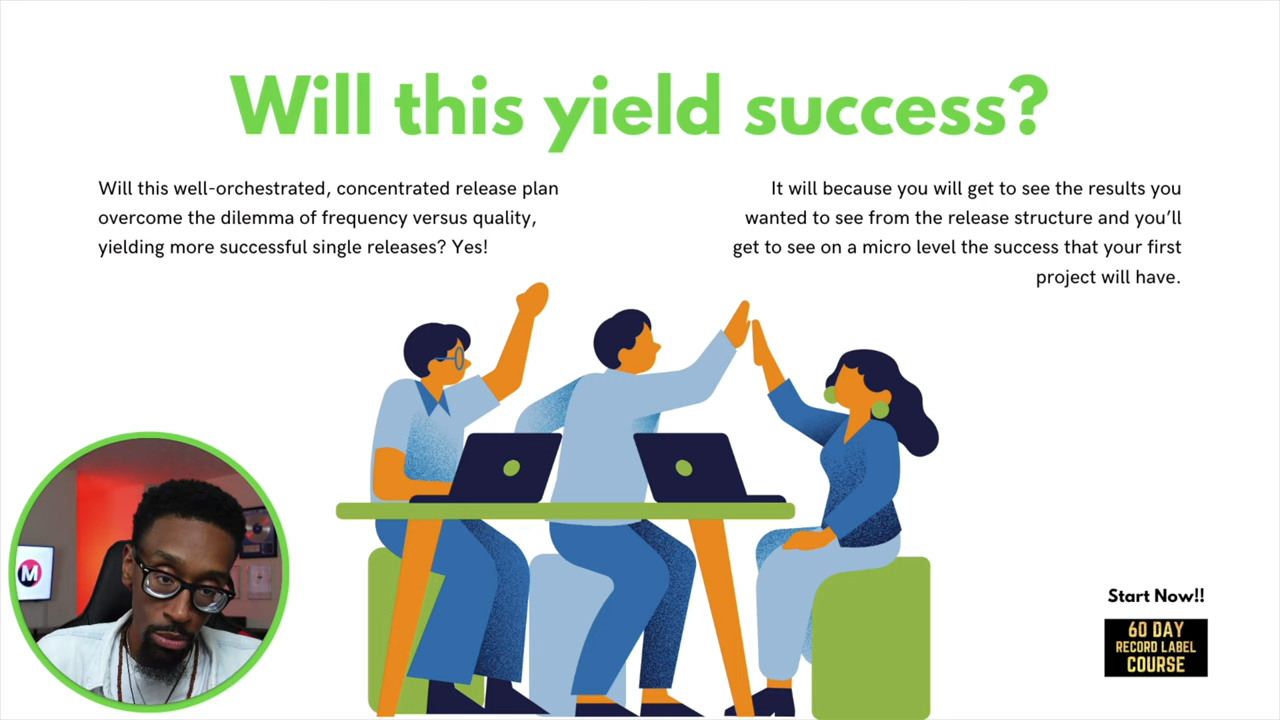 Will this yield success?
Will this well-orchestrated, concentrated release plan
overcome the dilemma of frequency versus quality,
yielding more successful single releases? Yes!
It will because you will get to see the results you
wanted to see from the release structure and you’ll
get to see on a micro level the success that your first
project will have.
M
Start Now!!
60 DAY
RECORD LABEL
COURSE